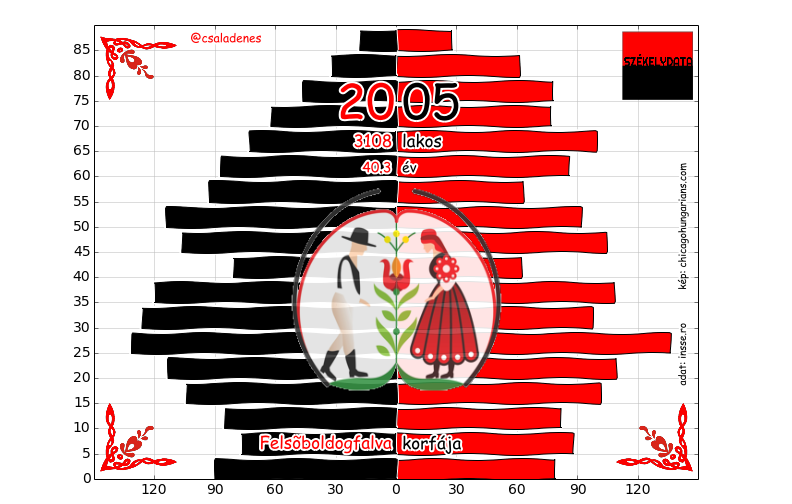 @csaladenes
SZÉKELYDATA
2005
3108 lakos
40.3 év
kép: chicagohungarians.com
adat: insse.ro
Felsőboldogfalva korfája
85
80
75
70
65
60
55
50
45
40
35
30
25
20
15
10
5
0
120 90 60 30 0 30 60 90 120